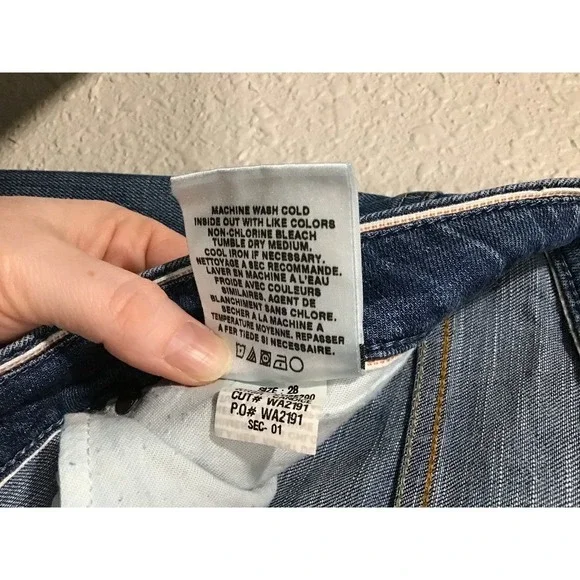 MACHINE WASH COLD
INSIDE OUT WITH LIKE COLORS
NON-CHLORINE BLEACH
TUMBLE DRY MEDIUM,
COOL IRON IF NECESSARY.
NETTOYAGE A SEC RECOMMANDE.
LAVER EN MACHINE A L'EAU
FROIDE AVEC COULEURS
SIMILAIRES, AGENT DE
BLANCHIMENT SANS CHLORE.
SÉCHER A LA MACHINE A
TEMPERATURE MOYENNE. REPASSER
A FER TIEDE SI NECESSAIRE.
SIZE : 28
CUT# WA2191
P.O# WA2191
SEC- 01